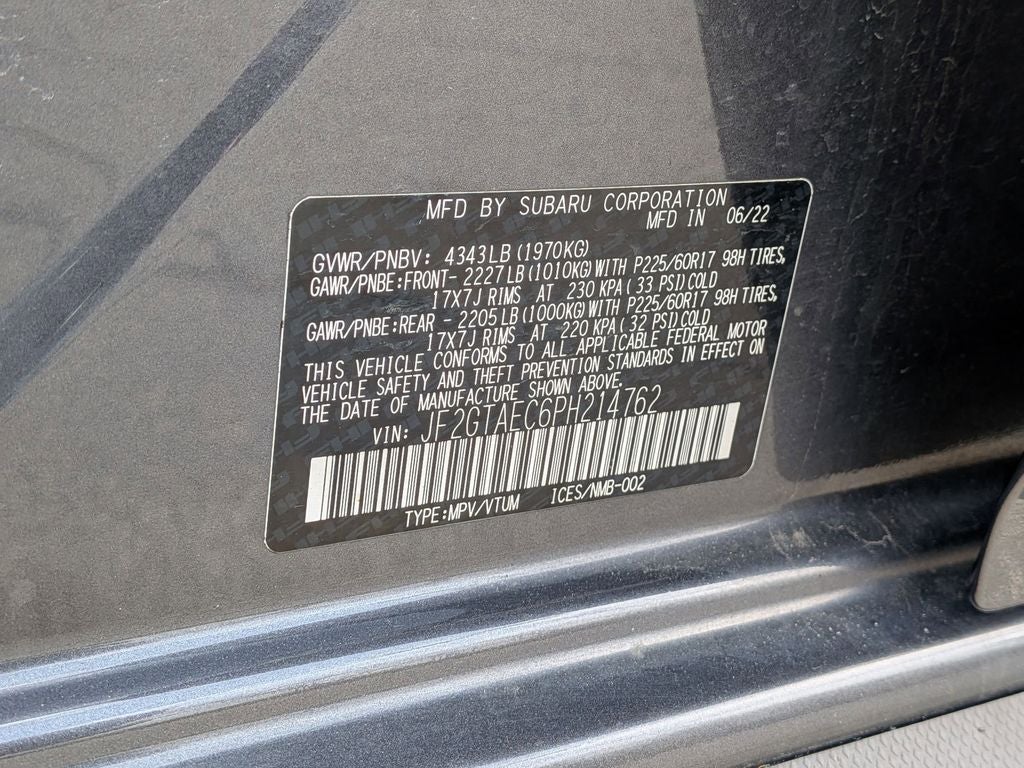 MFD BY SUBARU CORPORATION
MFD IN 06/22
GVWR/PNBV: 4343LB(1970KG)
GAWR/PNBE:FRONT- 2227LB(1010KG)WITH P225/60R17 98H TIRES,
17X7J RIMS AT 230 KPA( 33 PSI)COLD
GAWR/PNBE:REAR - 2205LB(1000KG)WITH P225/60R17 98H TIRES,
17X7J RIMS AT 220 KPA( 32 PSI)COLD
THIS VEHICLE CONFORMS TO ALL APPLICABLE FEDERAL MOTOR
VEHICLE SAFETY AND THEFT PREVENTION STANDARDS IN EFFECT ON
THE DATE OF MANUFACTURE SHOWN ABOVE.
VIN: JF2GTAEC6PH214762
TYPE:MPV/VTUM ICES/NMB-002